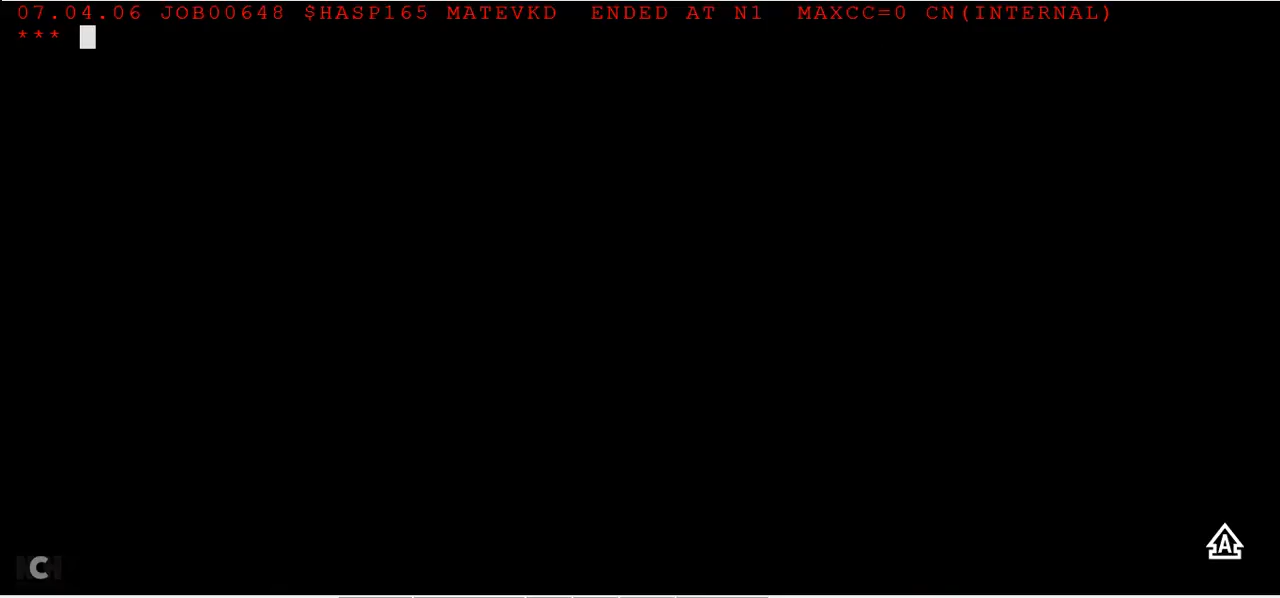 07.04.06 JOB00648 $HASP165 MATEVKD  ENDED AT N1  MAXCC=0 CN(INTERNAL)
***
A